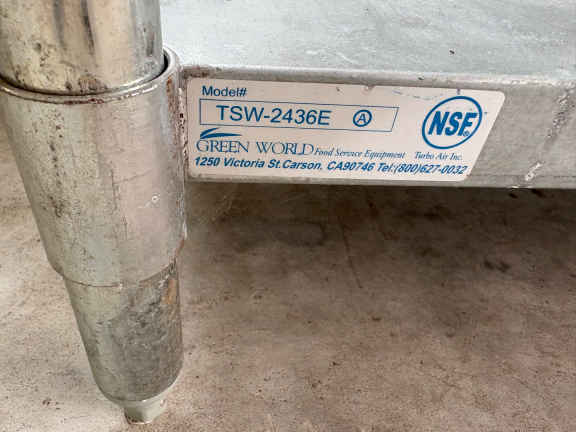 Model#
TSW-2436E Ⓐ
NSF
GREEN WORLD Food Service Equipment Turbo Air Inc.
1250 Victoria St.Carson, CA90746 Tel:(800)627-0032